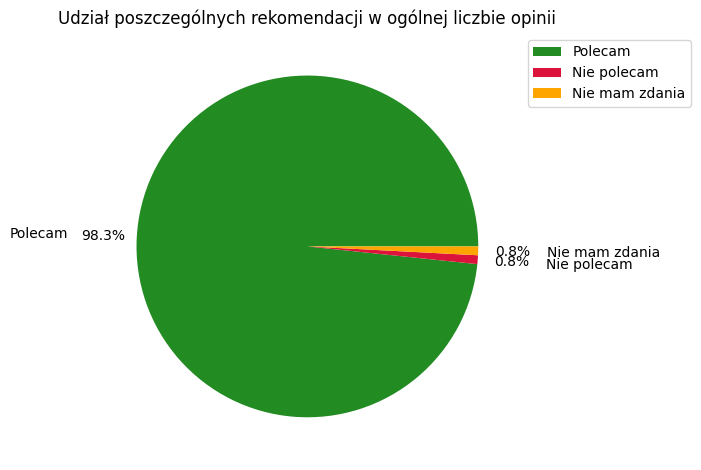 Udział poszczególnych rekomendacji w ogólnej liczbie opinii
Polecam
Nie polecam
Nie mam zdania
Polecam 98.3%
0.8% Nie mam zdania
0.8% Nie polecam